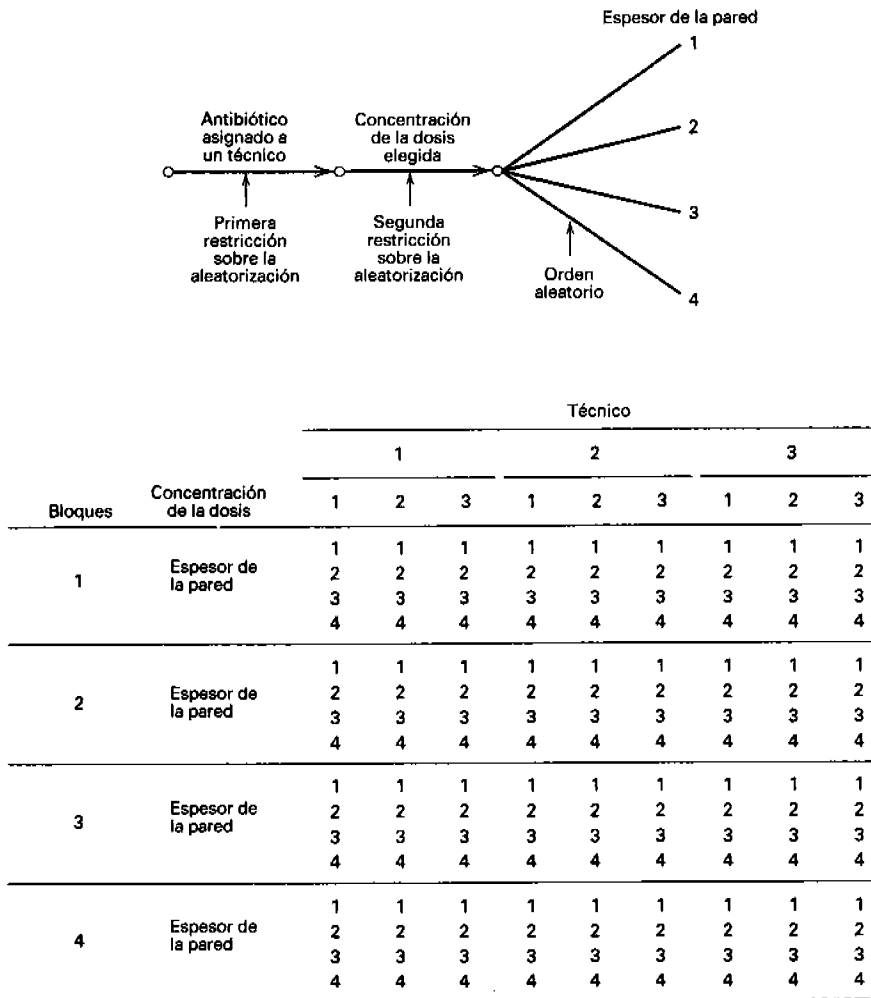 Espesor de la pared
1
Antibiótico
asignado a
un técnico
Concentración
de la dosis
elegida
2
3
Primera
restricción
sobre la
aleatorización
Segunda
restricción
sobre la
aleatorización
Orden
aleatorio
4
Técnico
1 2 3
Bloques Concentración de la dosis 1 2 3 1 2 3 1 2 3
1 Espesor de la pared
1 1 1 1 1 1 1 1 1
2 2 2 2 2 2 2 2 2
3 3 3 3 3 3 3 3 3
4 4 4 4 4 4 4 4 4
2 Espesor de la pared
1 1 1 1 1 1 1 1 1
2 2 2 2 2 2 2 2 2
3 3 3 3 3 3 3 3 3
4 4 4 4 4 4 4 4 4
3 Espesor de la pared
1 1 1 1 1 1 1 1 1
2 2 2 2 2 2 2 2 2
3 3 3 3 3 3 3 3 3
4 4 4 4 4 4 4 4 4
4 Espesor de la pared
1 1 1 1 1 1 1 1 1
2 2 2 2 2 2 2 2 2
3 3 3 3 3 3 3 3 3
4 4 4 4 4 4 4 4 4